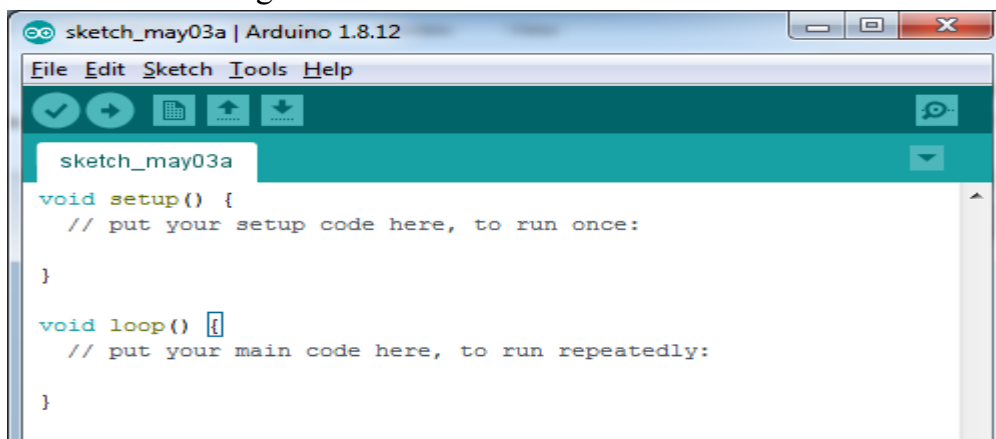 sketch_may03a | Arduino 1.8.12
File Edit Sketch Tools Help
sketch_may03a
void setup() {
  // put your setup code here, to run once:
}
void loop() {
  // put your main code here, to run repeatedly:
}